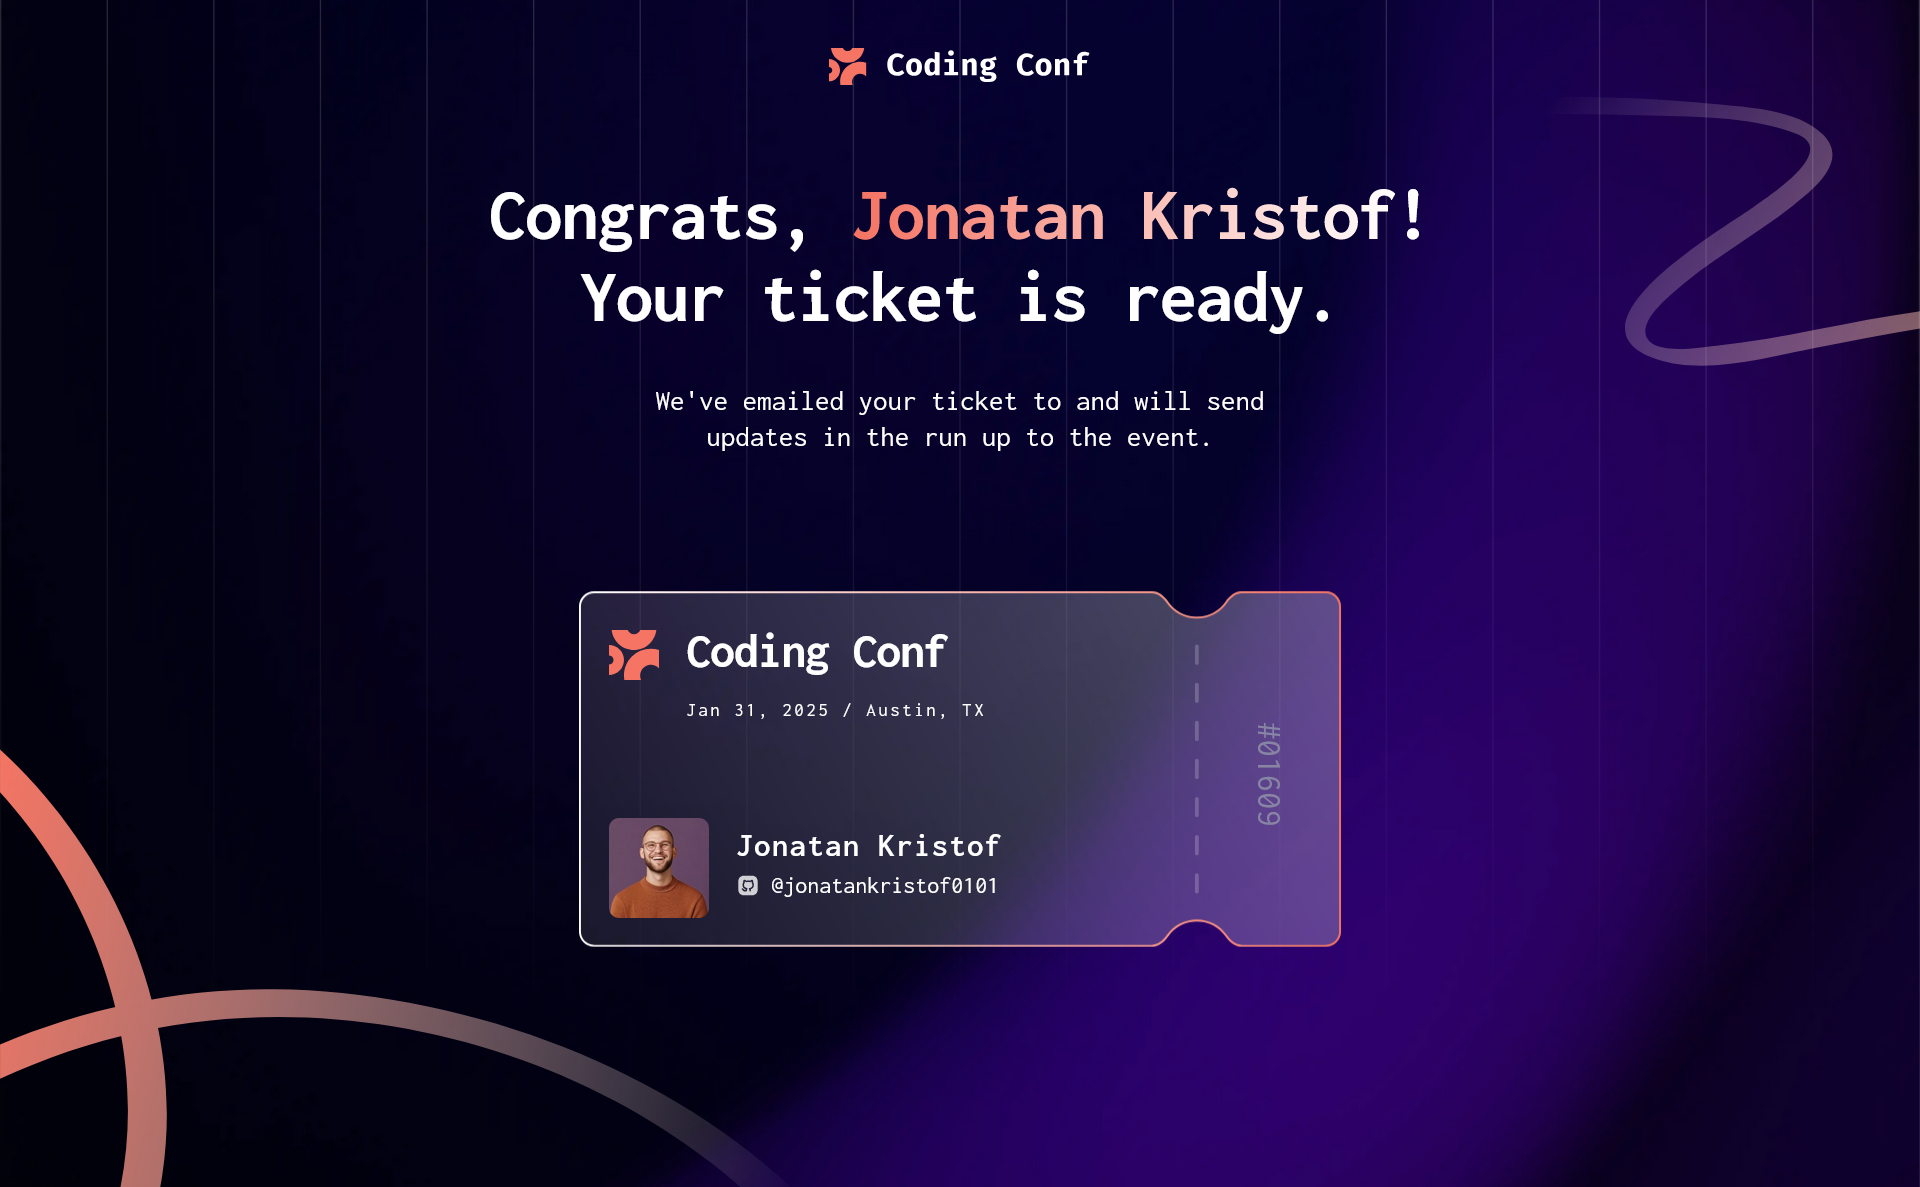 Coding Conf
Congrats, Jonatan Kristof!
Your ticket is ready.
We've emailed your ticket to and will send
updates in the run up to the event.
Coding Conf
Jan 31, 2025 / Austin, TX
#01609
Jonatan Kristof
@jonatankristof0101